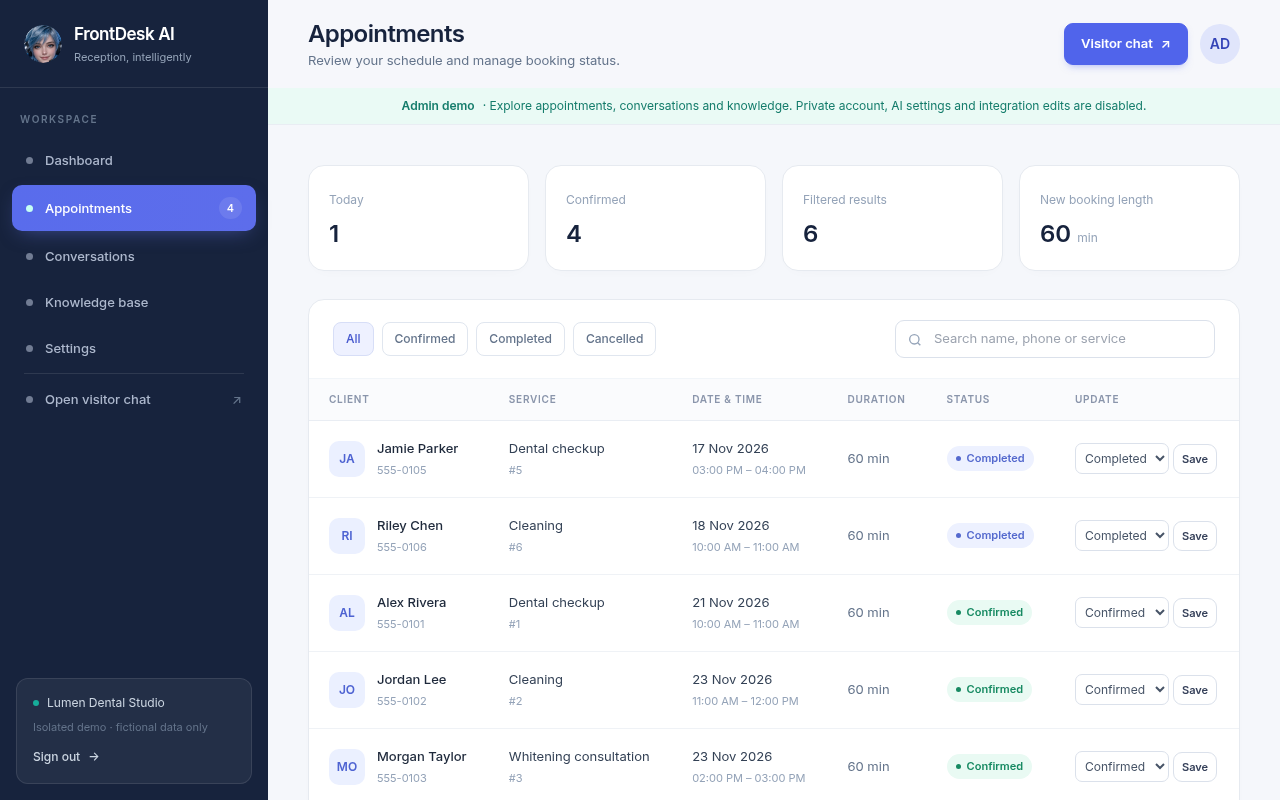 FrontDesk AI
Reception, intelligently
WORKSPACE
Dashboard
Appointments 4
Conversations
Knowledge base
Settings
Open visitor chat ↗
Lumen Dental Studio
Isolated demo · fictional data only
Sign out →
Appointments
Review your schedule and manage booking status.
Visitor chat ↗
AD
Admin demo · Explore appointments, conversations and knowledge. Private account, AI settings and integration edits are disabled.
Today
1
Confirmed
4
Filtered results
6
New booking length
60 min
All Confirmed Completed Cancelled Search name, phone or service
CLIENT SERVICE DATE & TIME DURATION STATUS UPDATE
JA Jamie Parker Dental checkup 17 Nov 2026 60 min Completed Completed Save
555-0105 #5 03:00 PM – 04:00 PM
RI Riley Chen Cleaning 18 Nov 2026 60 min Completed Completed Save
555-0106 #6 10:00 AM – 11:00 AM
AL Alex Rivera Dental checkup 21 Nov 2026 60 min Confirmed Confirmed Save
555-0101 #1 10:00 AM – 11:00 AM
JO Jordan Lee Cleaning 23 Nov 2026 60 min Confirmed Confirmed Save
555-0102 #2 11:00 AM – 12:00 PM
MO Morgan Taylor Whitening consultation 23 Nov 2026 60 min Confirmed Confirmed Save
555-0103 #3 02:00 PM – 03:00 PM